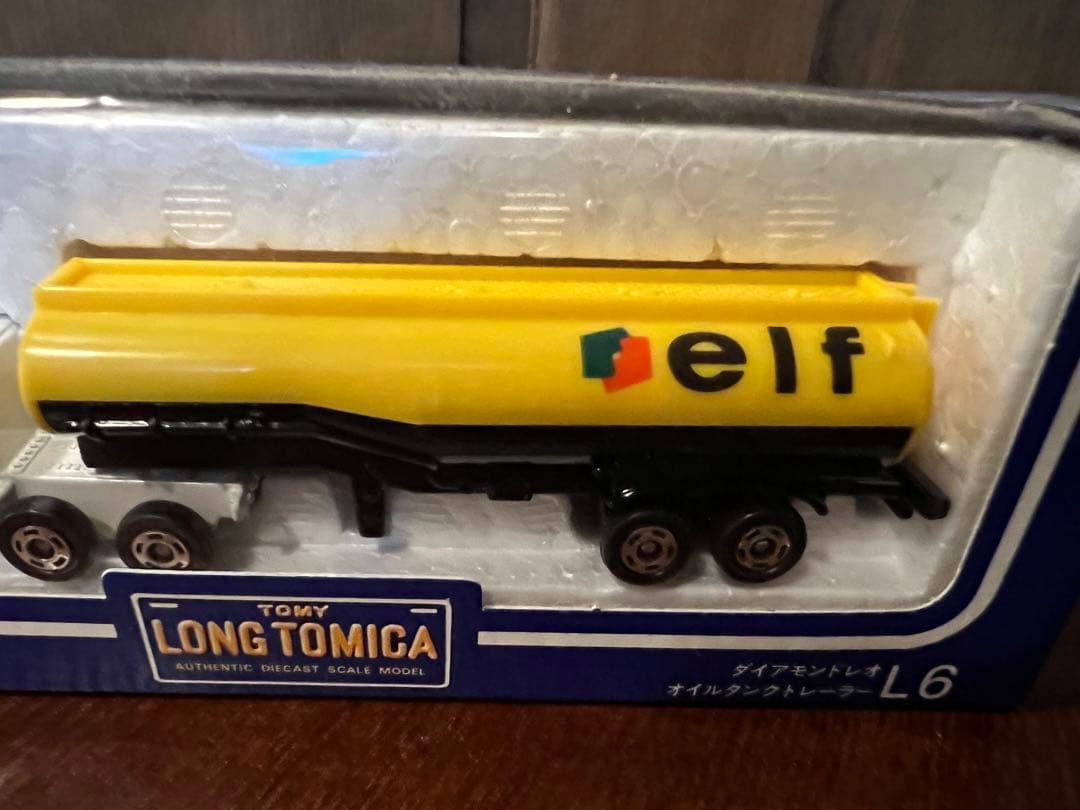 elf
TOMY
LONG TOMICA
AUTHENTIC DIECAST SCALE MODEL
ダイアモンドレオ
オイルタンクトレーラー L6